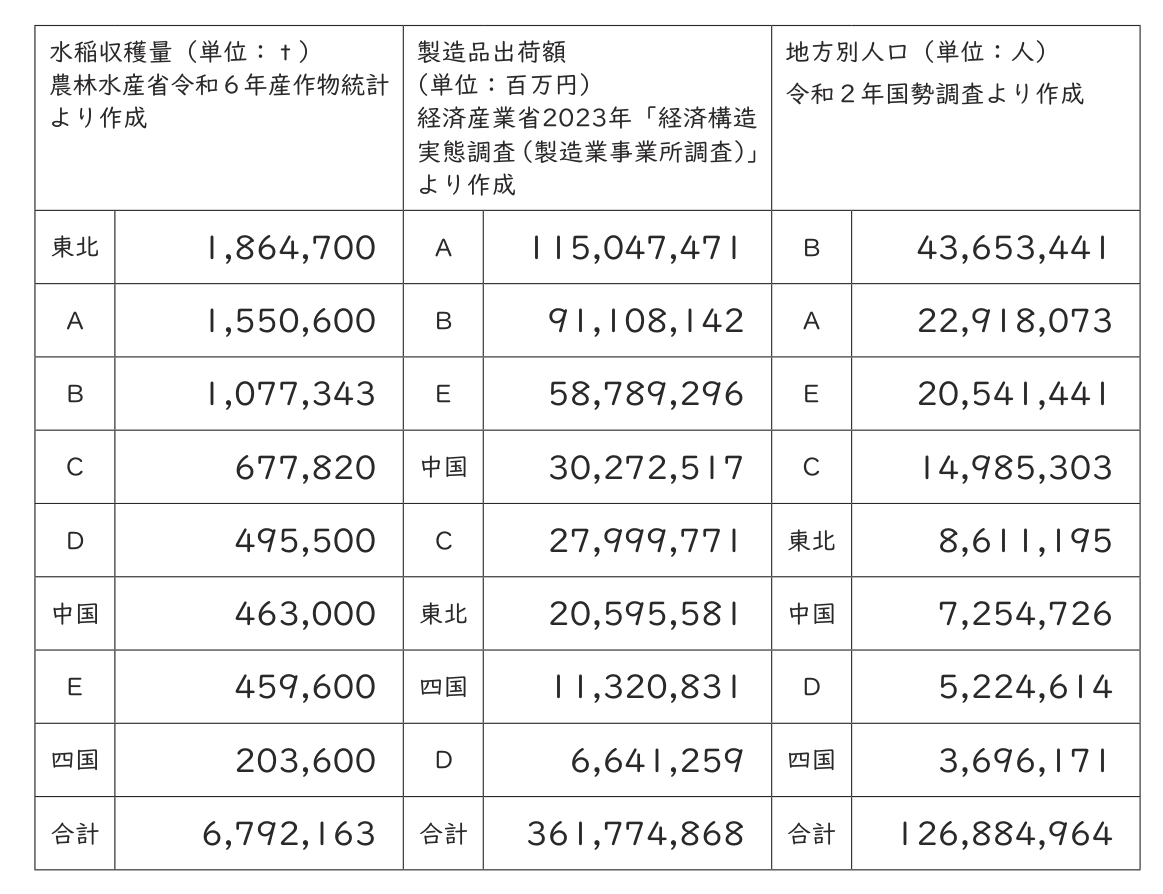 水稲収穫量（単位：ｔ）
農林水産省令和６年産作物統計
より作成
製造品出荷額
（単位：百万円）
経済産業省2023年「経済構造
実態調査（製造業事業所調査）」
より作成
地方別人口（単位：人）
令和２年国勢調査より作成
東北 1,864,700 A 115,047,471 B 43,653,441
A 1,550,600 B 91,108,142 A 22,918,073
B 1,077,343 E 58,789,296 E 20,541,441
C 677,820 中国 30,272,517 C 14,985,303
D 495,500 C 27,999,771 東北 8,611,195
中国 463,000 東北 20,595,581 中国 7,254,726
E 459,600 四国 11,320,831 D 5,224,614
四国 203,600 D 6,641,259 四国 3,696,171
合計 6,792,163 合計 361,774,868 合計 126,884,964